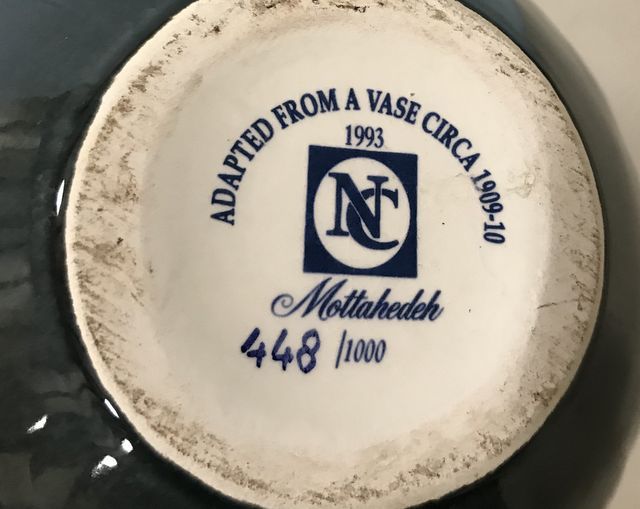 ADAPTED FROM A VASE CIRCA 1909-10
1993
NC
Mottahedeh
448 /1000